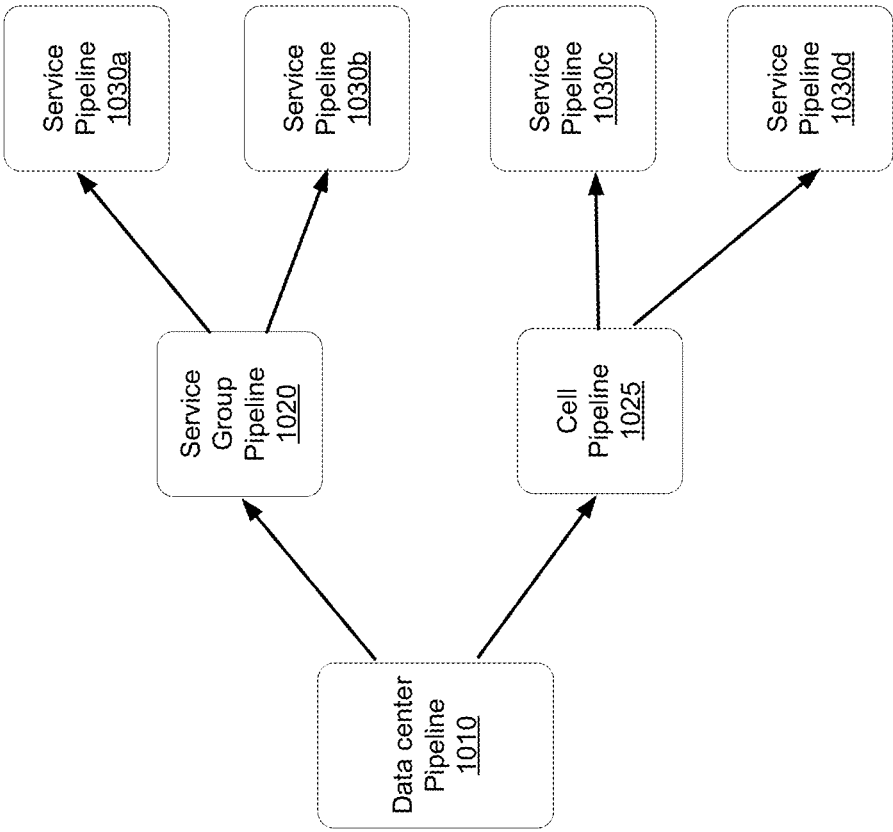 Data center
Pipeline
1010
Service
Group
Pipeline
1020
Cell
Pipeline
1025
Service
Pipeline
1030a
Service
Pipeline
1030b
Service
Pipeline
1030c
Service
Pipeline
1030d